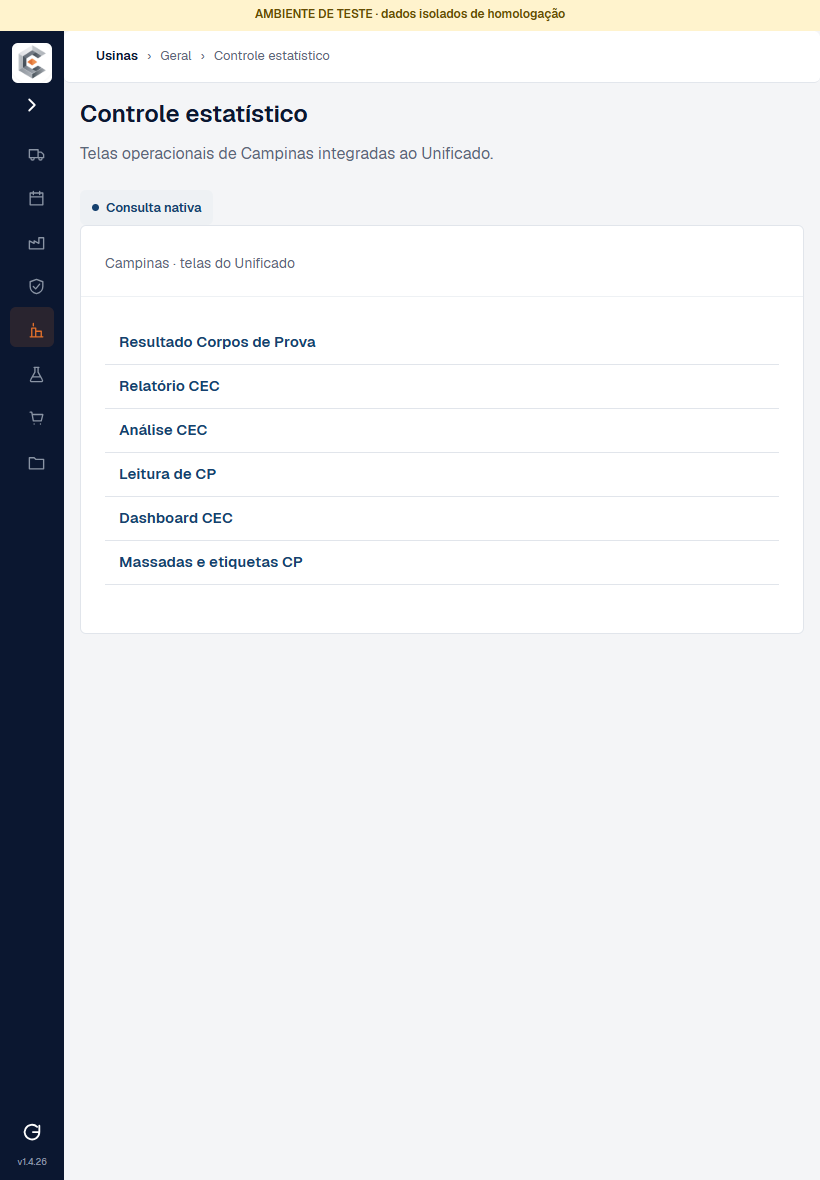 AMBIENTE DE TESTE · dados isolados de homologação
Usinas › Geral › Controle estatístico
Controle estatístico
Telas operacionais de Campinas integradas ao Unificado.
Consulta nativa
Campinas · telas do Unificado
Resultado Corpos de Prova
Relatório CEC
Análise CEC
Leitura de CP
Dashboard CEC
Massadas e etiquetas CP
v1.4.26